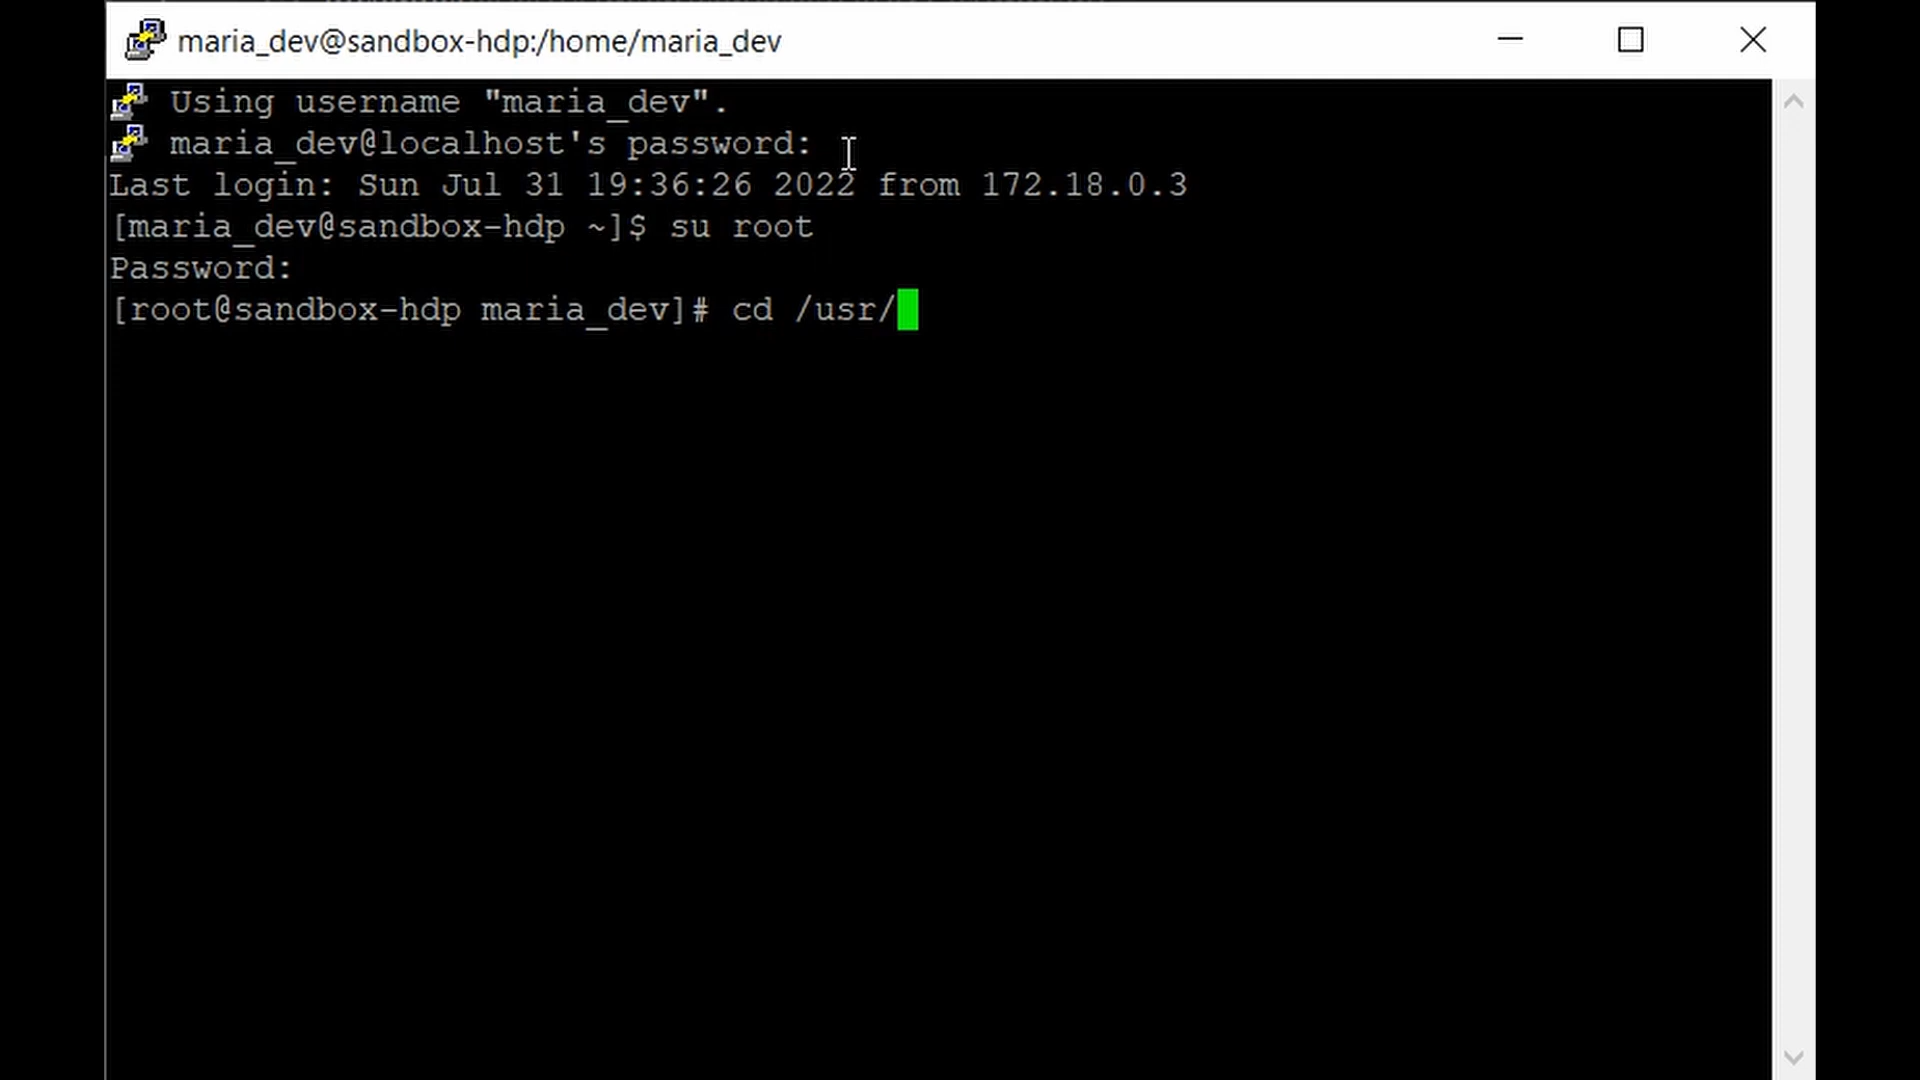 maria_dev@sandbox-hdp:/home/maria_dev
Using username "maria_dev".
maria_dev@localhost's password:
Last login: Sun Jul 31 19:36:26 2022 from 172.18.0.3
[maria_dev@sandbox-hdp ~]$ su root
Password:
[root@sandbox-hdp maria_dev]# cd /usr/